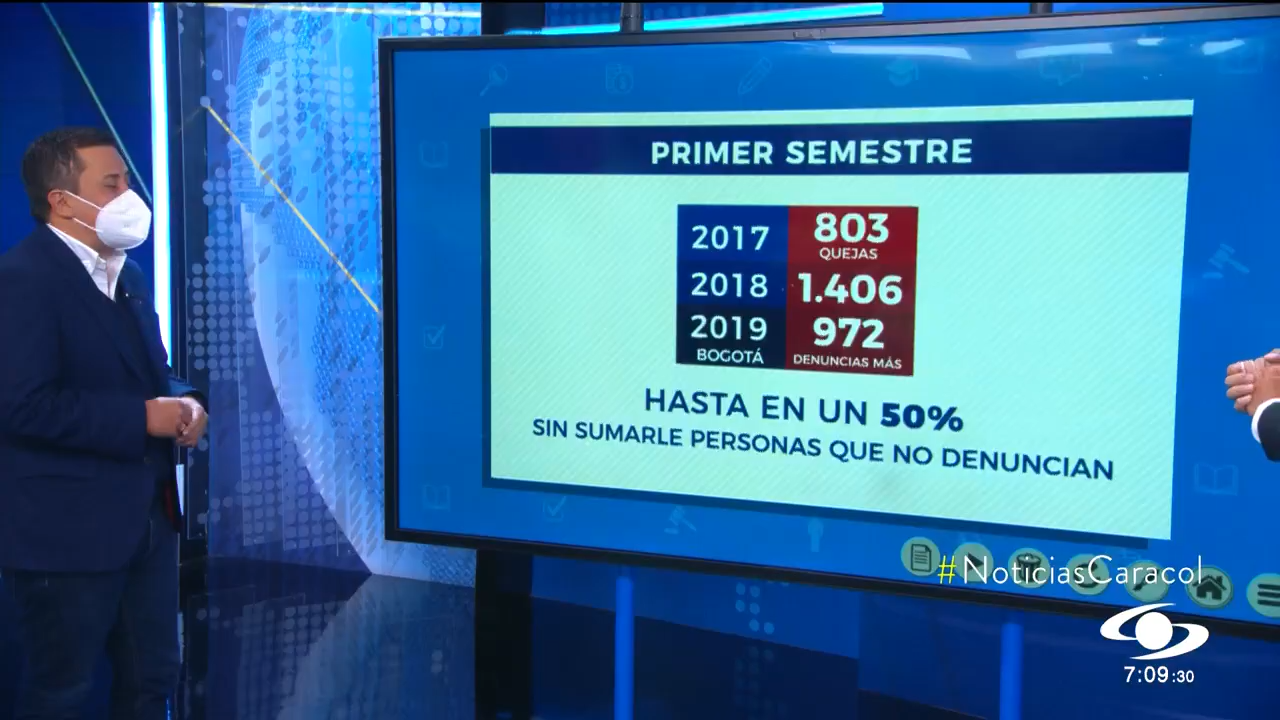 PRIMER SEMESTRE
2017 803
QUEJAS
2018 1.406
2019 972
BOGOTÁ DENUNCIAS MÁS
HASTA EN UN 50%
SIN SUMARLE PERSONAS QUE NO DENUNCIAN
#NoticiasCaracol
7:09:30